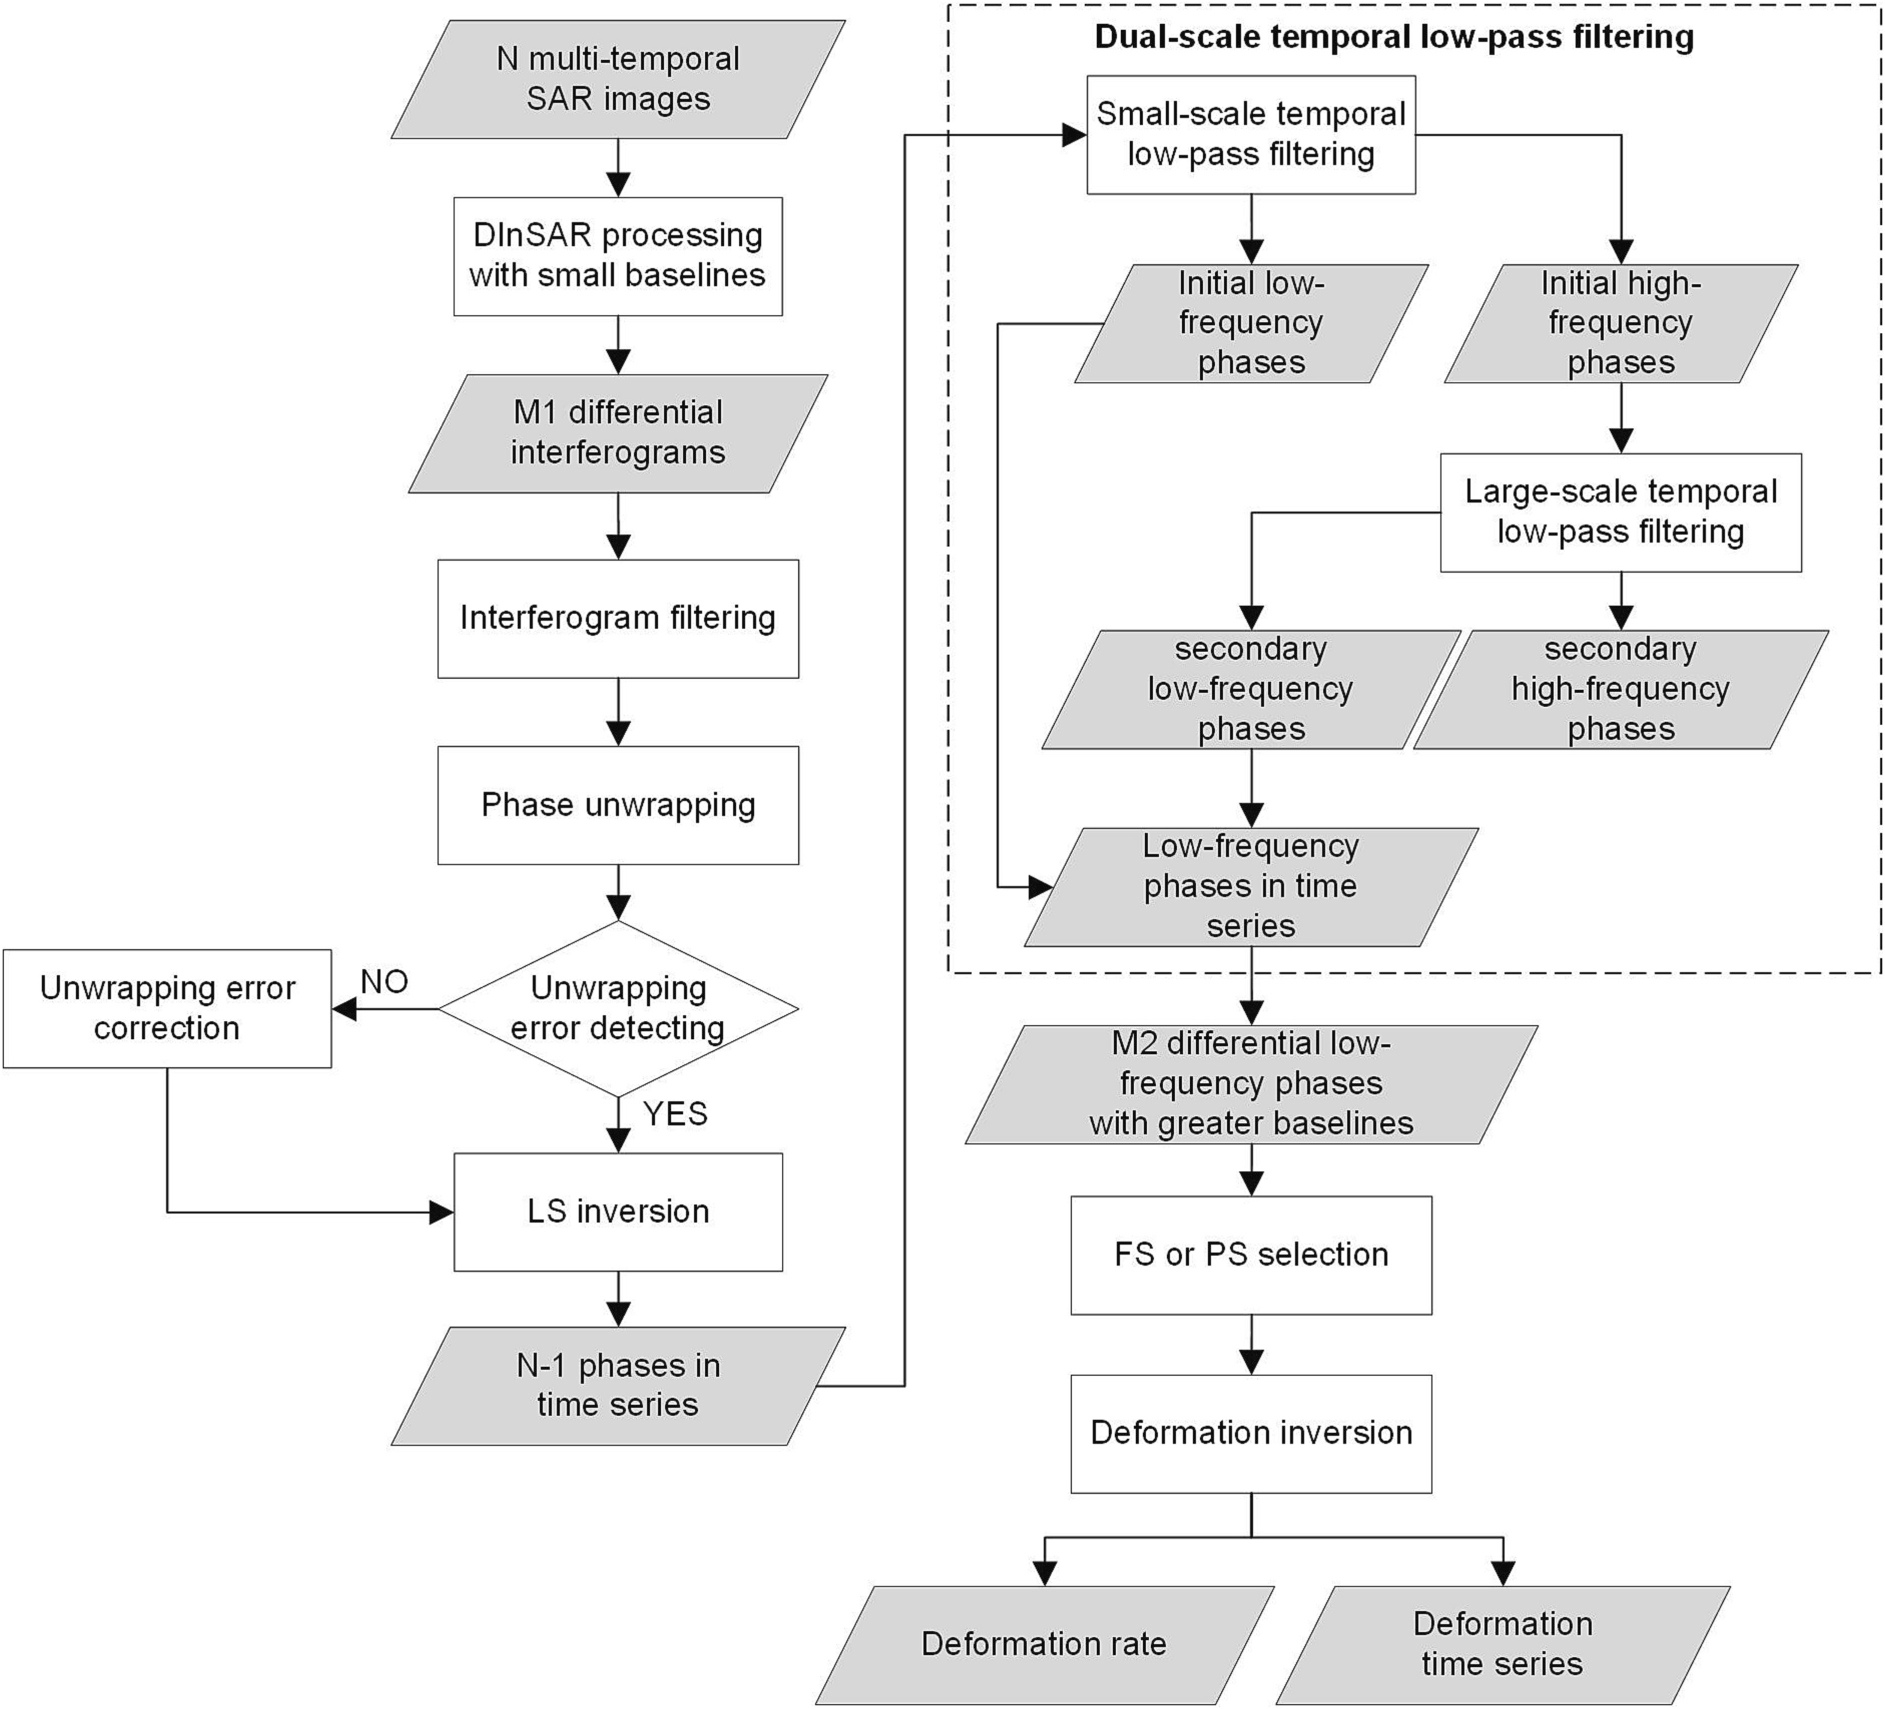 N multi-temporal
SAR images
DInSAR processing
with small baselines
M1 differential
interferograms
Interferogram filtering
Phase unwrapping
Unwrapping
error detecting
NO
Unwrapping error
correction
YES
LS inversion
N-1 phases in
time series
Dual-scale temporal low-pass filtering
Small-scale temporal
low-pass filtering
Initial low-
frequency
phases
Initial high-
frequency
phases
Large-scale temporal
low-pass filtering
secondary
low-frequency
phases
secondary
high-frequency
phases
Low-frequency
phases in time
series
M2 differential low-
frequency phases
with greater baselines
FS or PS selection
Deformation inversion
Deformation rate
Deformation
time series